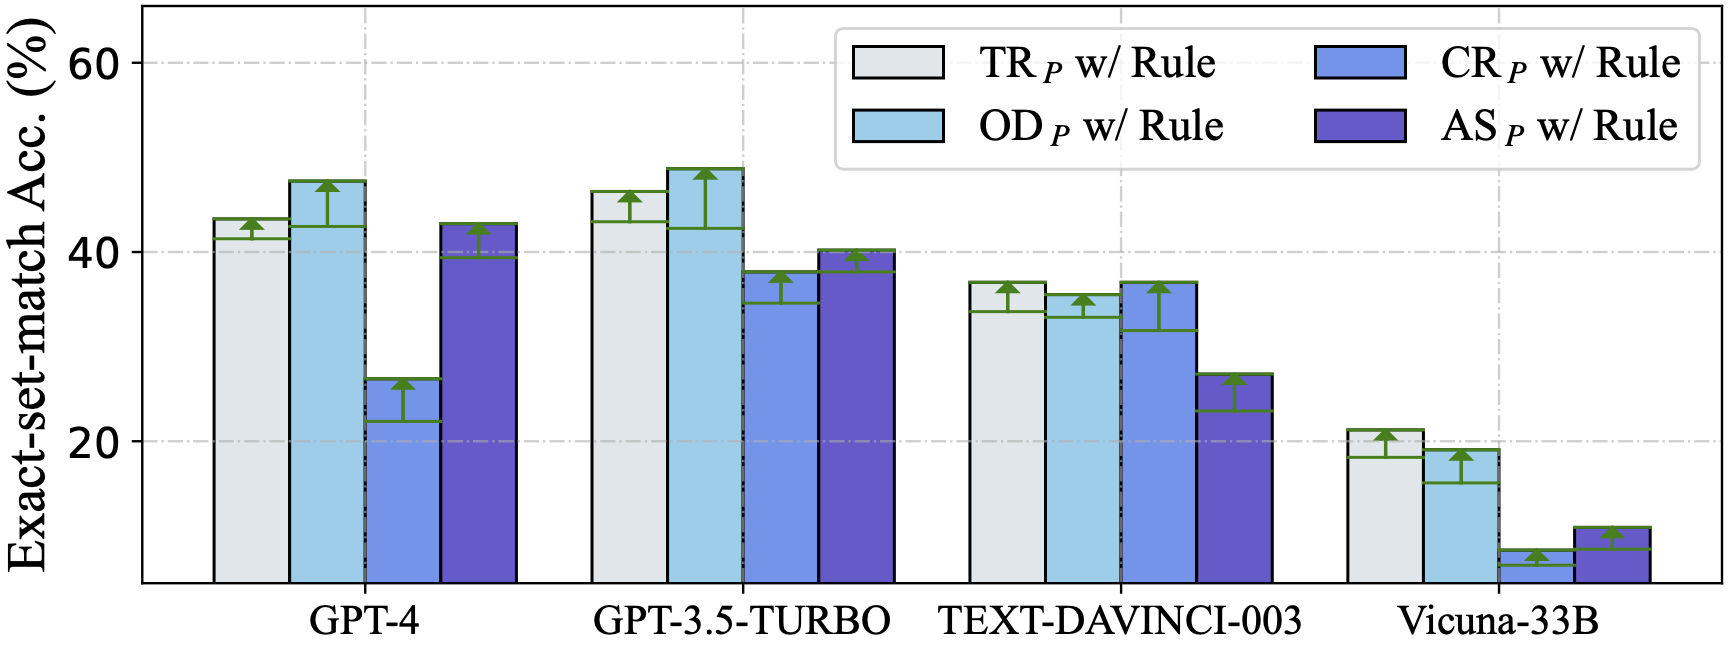 Exact-set-match Acc. (%)
60
40
20
TR P w/ Rule
OD P w/ Rule
CR P w/ Rule
AS P w/ Rule
GPT-4
GPT-3.5-TURBO
TEXT-DAVINCI-003
Vicuna-33B